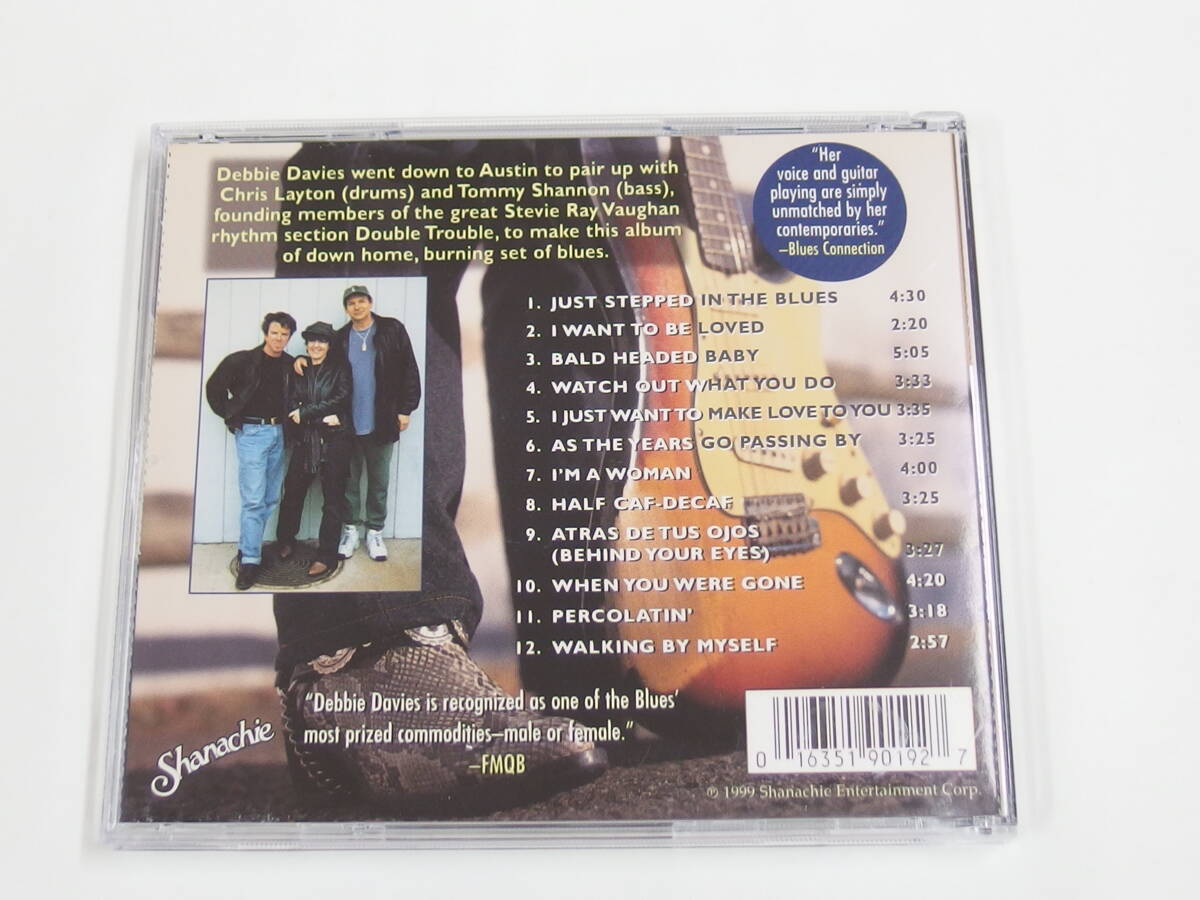 Debbie Davies went down to Austin to pair up with
Chris Layton (drums) and Tommy Shannon (bass),
founding members of the great Stevie Ray Vaughan
rhythm section Double Trouble, to make this album
of down home, burning set of blues.
"Her
voice and guitar
playing are simply
unmatched by her
contemporaries."
–Blues Connection
1. JUST STEPPED IN THE BLUES 4:30
2. I WANT TO BE LOVED 2:20
3. BALD HEADED BABY 5:05
4. WATCH OUT WHAT YOU DO 3:33
5. I JUST WANT TO MAKE LOVE TO YOU 3:35
6. AS THE YEARS GO PASSING BY 3:25
7. I'M A WOMAN 4:00
8. HALF CAF-DECAF 3:25
9. ATRAS DE TUS OJOS
(BEHIND YOUR EYES) 3:27
10. WHEN YOU WERE GONE 4:20
11. PERCOLATIN' 3:18
12. WALKING BY MYSELF 2:57
"Debbie Davies is recognized as one of the Blues'
most prized commodities–male or female."
–FMQB
Shanachie
0 16351 90192 7
℗ 1999 Shanachie Entertainment Corp.